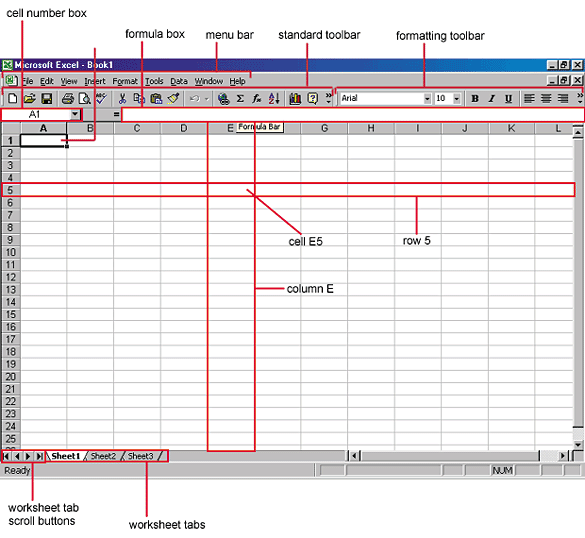 cell number box
formula box
menu bar
standard toolbar
formatting toolbar
Microsoft Excel - Book1
File Edit View Insert Format Tools Data Window Help
Arial 10 B I U
A1 =
A B C D E G H I J K L
Formula Bar
1
2
3
4
5
6
7
8
9
10
11
12
13
14
15
16
17
18
19
20
21
22
23
24
25
cell E5
row 5
column E
Sheet1 Sheet2 Sheet3
Ready NUM
worksheet tab
scroll buttons
worksheet tabs